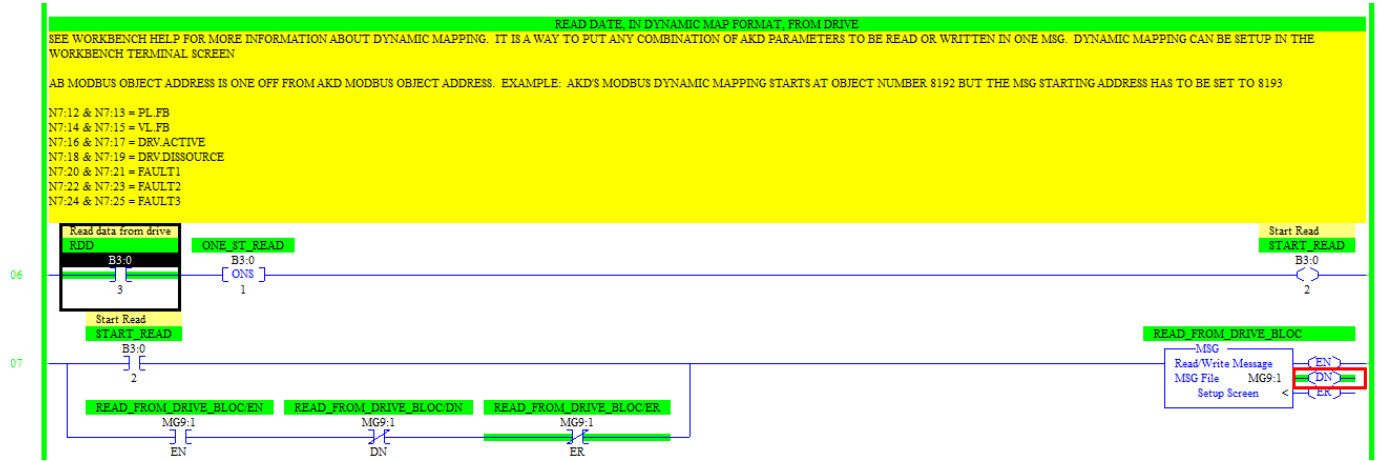 READ DATE, IN DYNAMIC MAP FORMAT, FROM DRIVE
SEE WORKBENCH HELP FOR MORE INFORMATION ABOUT DYNAMIC MAPPING. IT IS A WAY TO PUT ANY COMBINATION OF AKD PARAMETERS TO BE READ OR WRITTEN IN ONE MSG. DYNAMIC MAPPING CAN BE SETUP IN THE
WORKBENCH TERMINAL SCREEN
AB MODBUS OBJECT ADDRESS IS ONE OFF FROM AKD MODBUS OBJECT ADDRESS. EXAMPLE: AKD'S MODBUS DYNAMIC MAPPING STARTS AT OBJECT NUMBER 8192 BUT THE MSG STARTING ADDRESS HAS TO BE SET TO 8193
N7:12 & N7:13 = PL.FB
N7:14 & N7:15 = VL.FB
N7:16 & N7:17 = DRV.ACTIVE
N7:18 & N7:19 = DRV.DISSOURCE
N7:20 & N7:21 = FAULT1
N7:22 & N7:23 = FAULT2
N7:24 & N7:25 = FAULT3
Read data from drive
RDD
B3:0
3
ONE_ST_READ
B3:0
ONS
1
Start Read
START_READ
B3:0
2
06
Start Read
START_READ
B3:0
2
07
READ_FROM_DRIVE_BLOC
MSG
Read/Write Message
MSG File MG9:1
Setup Screen <
EN
DN
ER
READ_FROM_DRIVE_BLOC/EN
MG9:1
EN
READ_FROM_DRIVE_BLOC/DN
MG9:1
DN
READ_FROM_DRIVE_BLOC/ER
MG9:1
ER